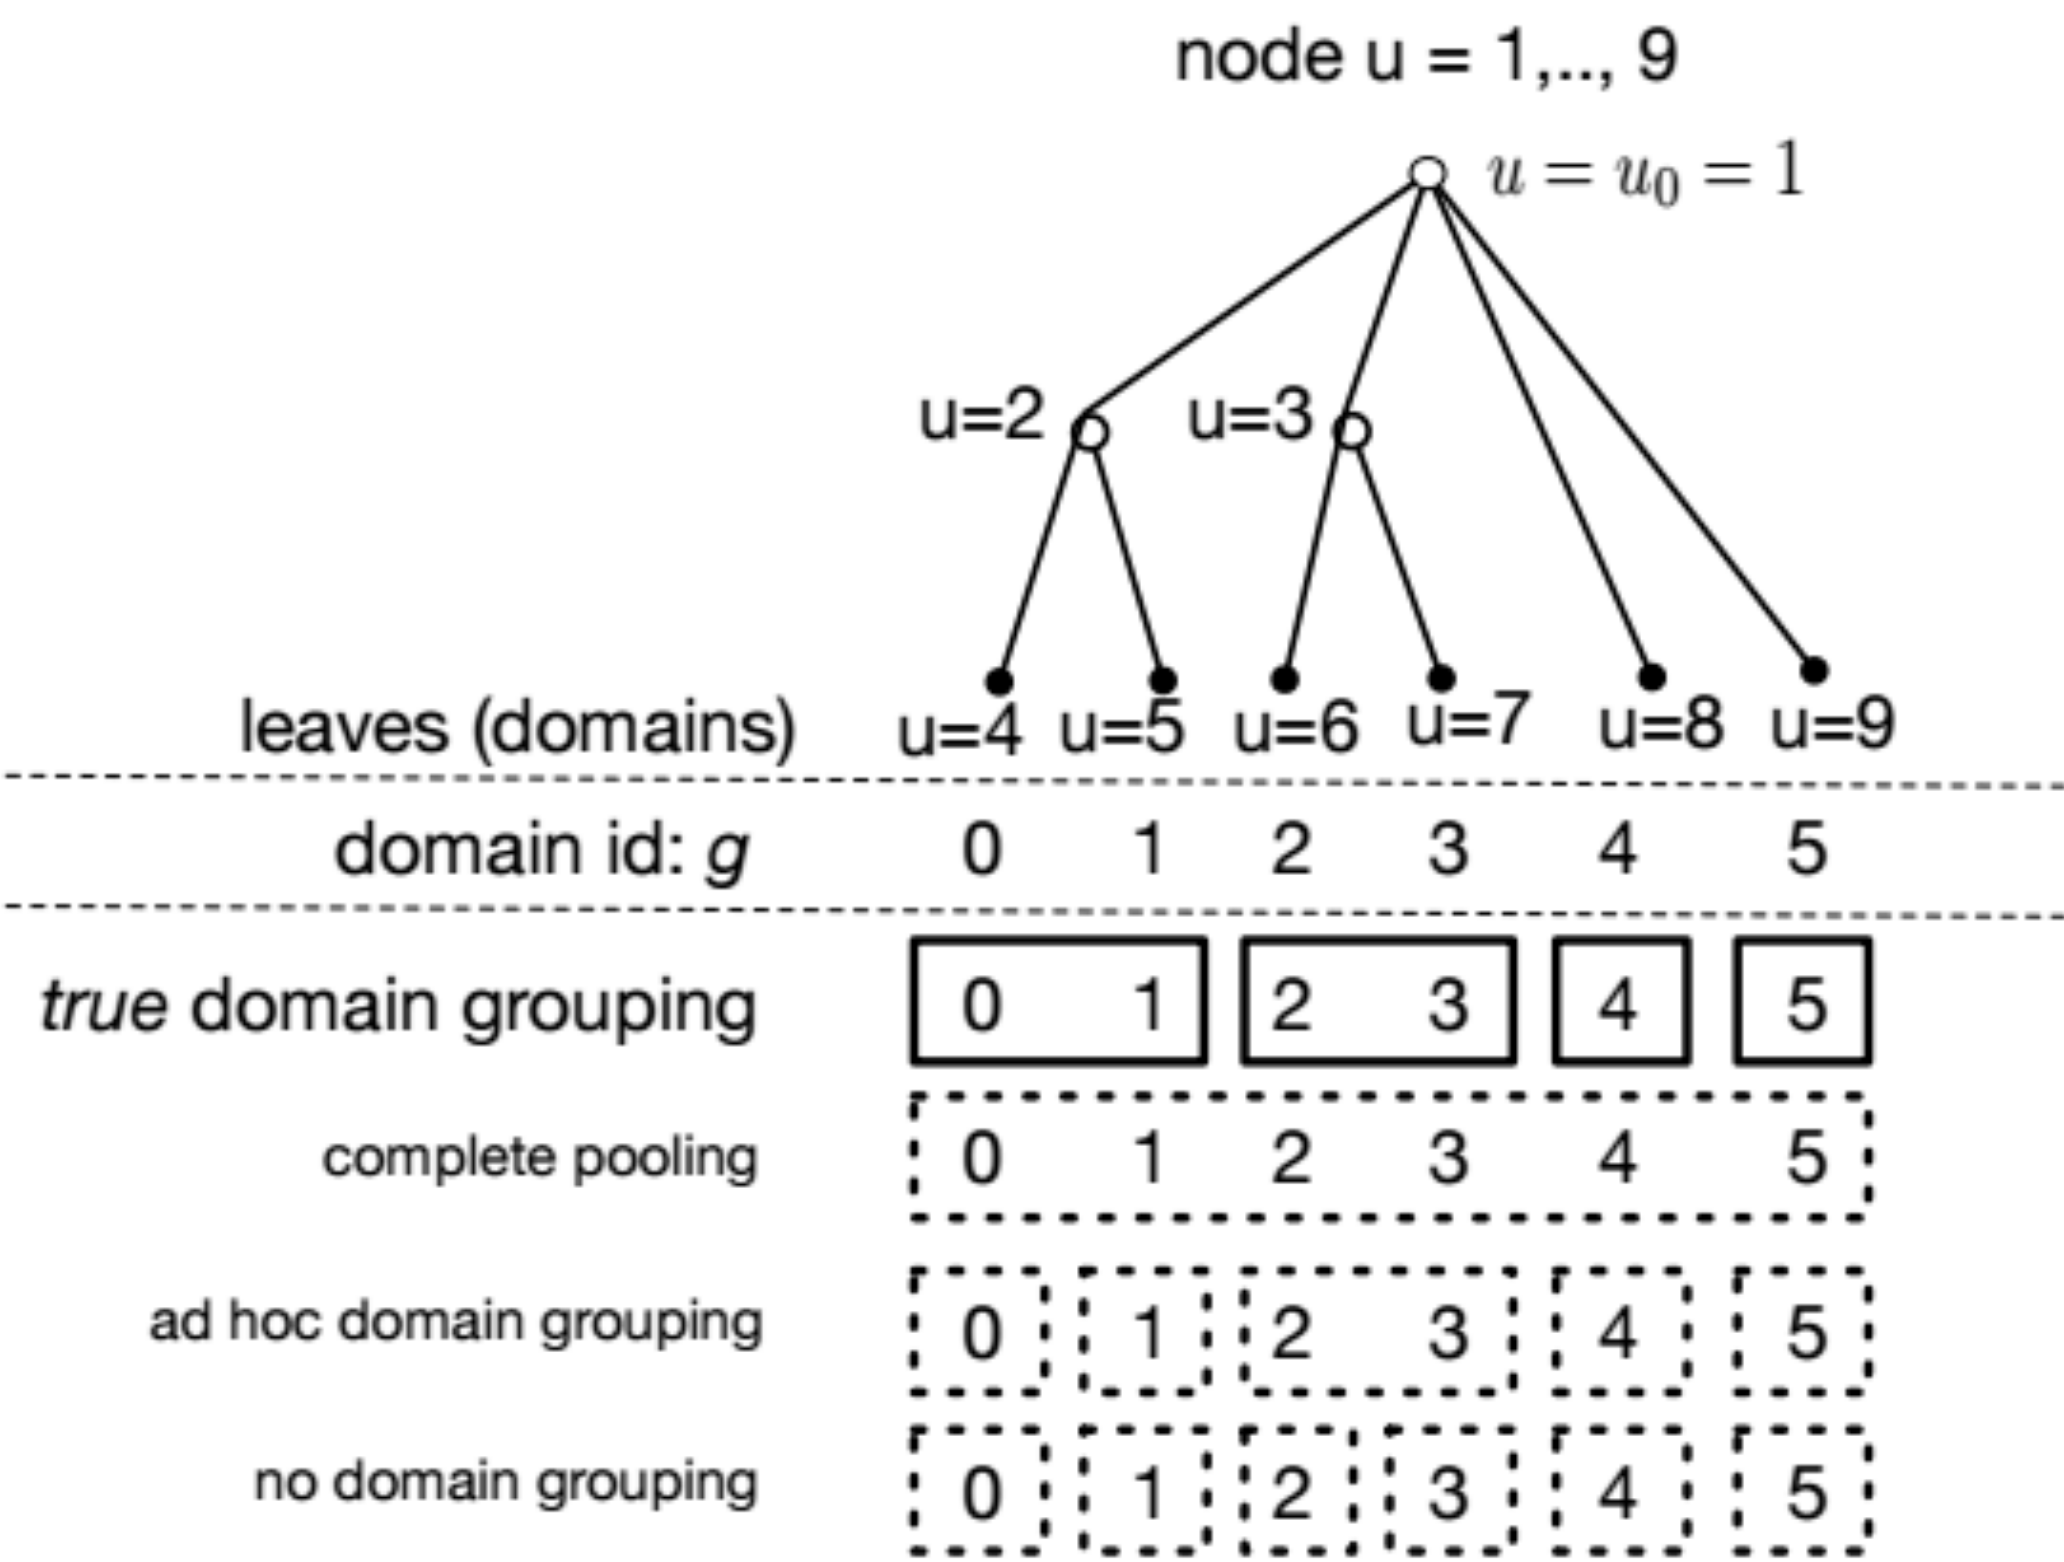 node u = 1,.., 9
u = u₀ = 1
u=2 u=3
leaves (domains) u=4 u=5 u=6 u=7 u=8 u=9
domain id: g 0 1 2 3 4 5
true domain grouping 0 1 2 3 4 5
complete pooling 0 1 2 3 4 5
ad hoc domain grouping 0 1 2 3 4 5
no domain grouping 0 1 2 3 4 5